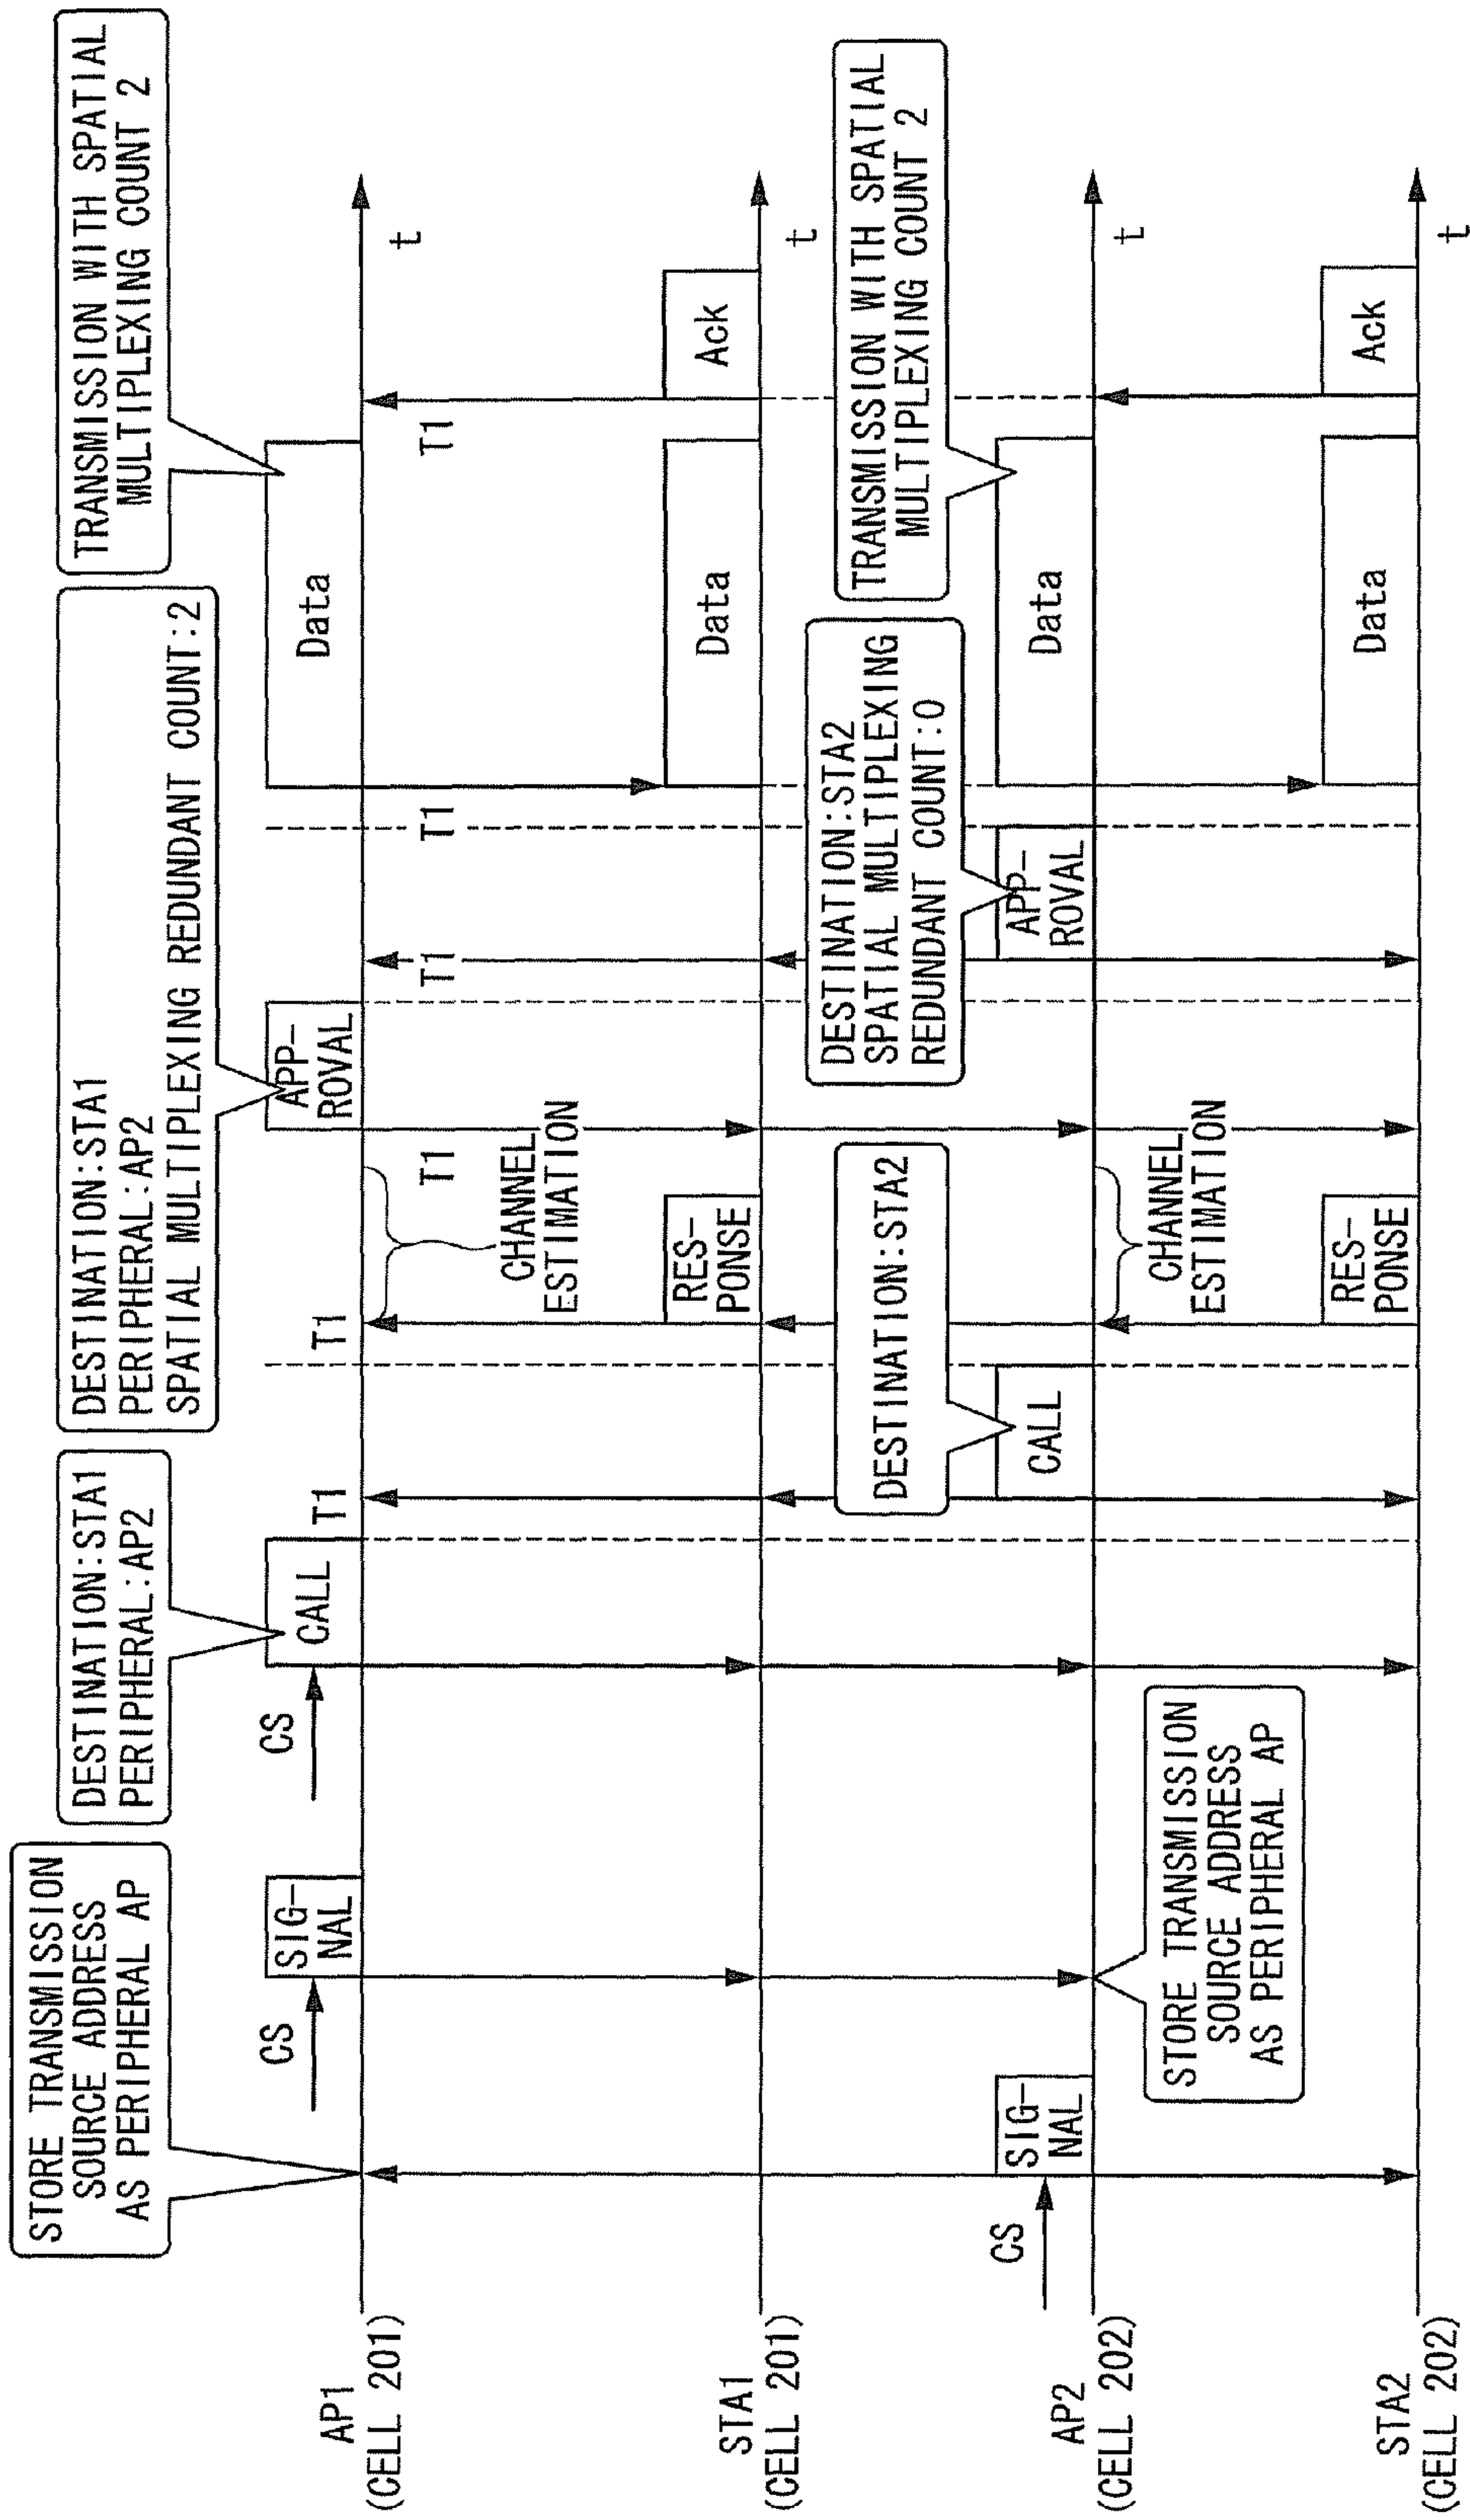 STORE TRANSMISSION
SOURCE ADDRESS
AS PERIPHERAL AP
DESTINATION:STA1
PERIPHERAL:AP2
DESTINATION:STA1
PERIPHERAL:AP2
SPATIAL MULTIPLEXING REDUNDANT COUNT:2
TRANSMISSION WITH SPATIAL
MULTIPLEXING COUNT 2
AP1
(CELL 201)
CS
SIG-
NAL
CS
CALL
T1
T1
APP-
ROVAL
Data
t
T1
T1
T1
T1
CHANNEL
ESTIMATION
STA1
(CELL 201)
RES-
PONSE
Data
Ack
t
DESTINATION:STA2
DESTINATION:STA2
SPATIAL MULTIPLEXING
REDUNDANT COUNT:0
TRANSMISSION WITH SPATIAL
MULTIPLEXING COUNT 2
AP2
(CELL 202)
CS
SIG-
NAL
CALL
APP-
ROVAL
Data
t
STORE TRANSMISSION
SOURCE ADDRESS
AS PERIPHERAL AP
CHANNEL
ESTIMATION
STA2
(CELL 202)
RES-
PONSE
Data
Ack
t